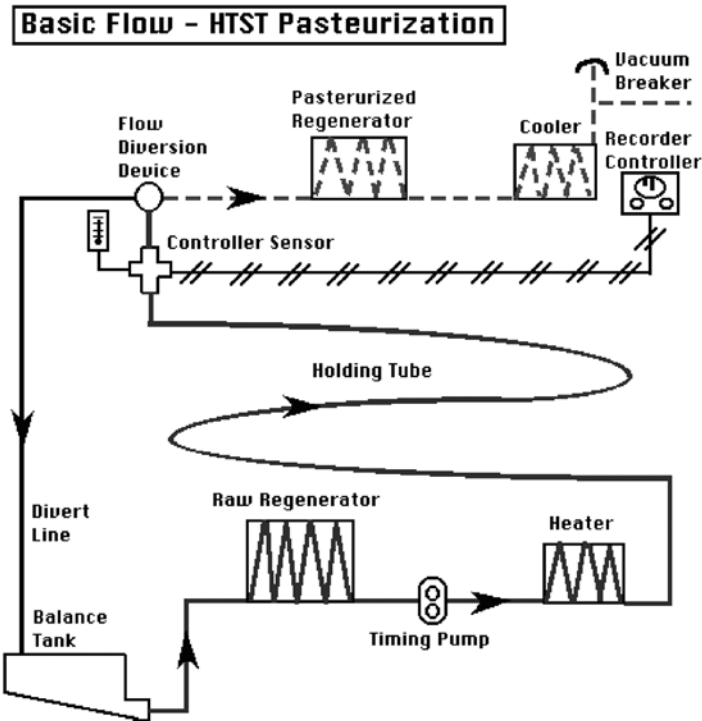 Basic Flow - HTST Pasteurization
Vacuum
Breaker
Pasterurized
Regenerator
Flow
Diversion
Device
Cooler
Recorder
Controller
Controller Sensor
Holding Tube
Raw Regenerator
Divert
Line
Heater
Balance
Tank
Timing Pump